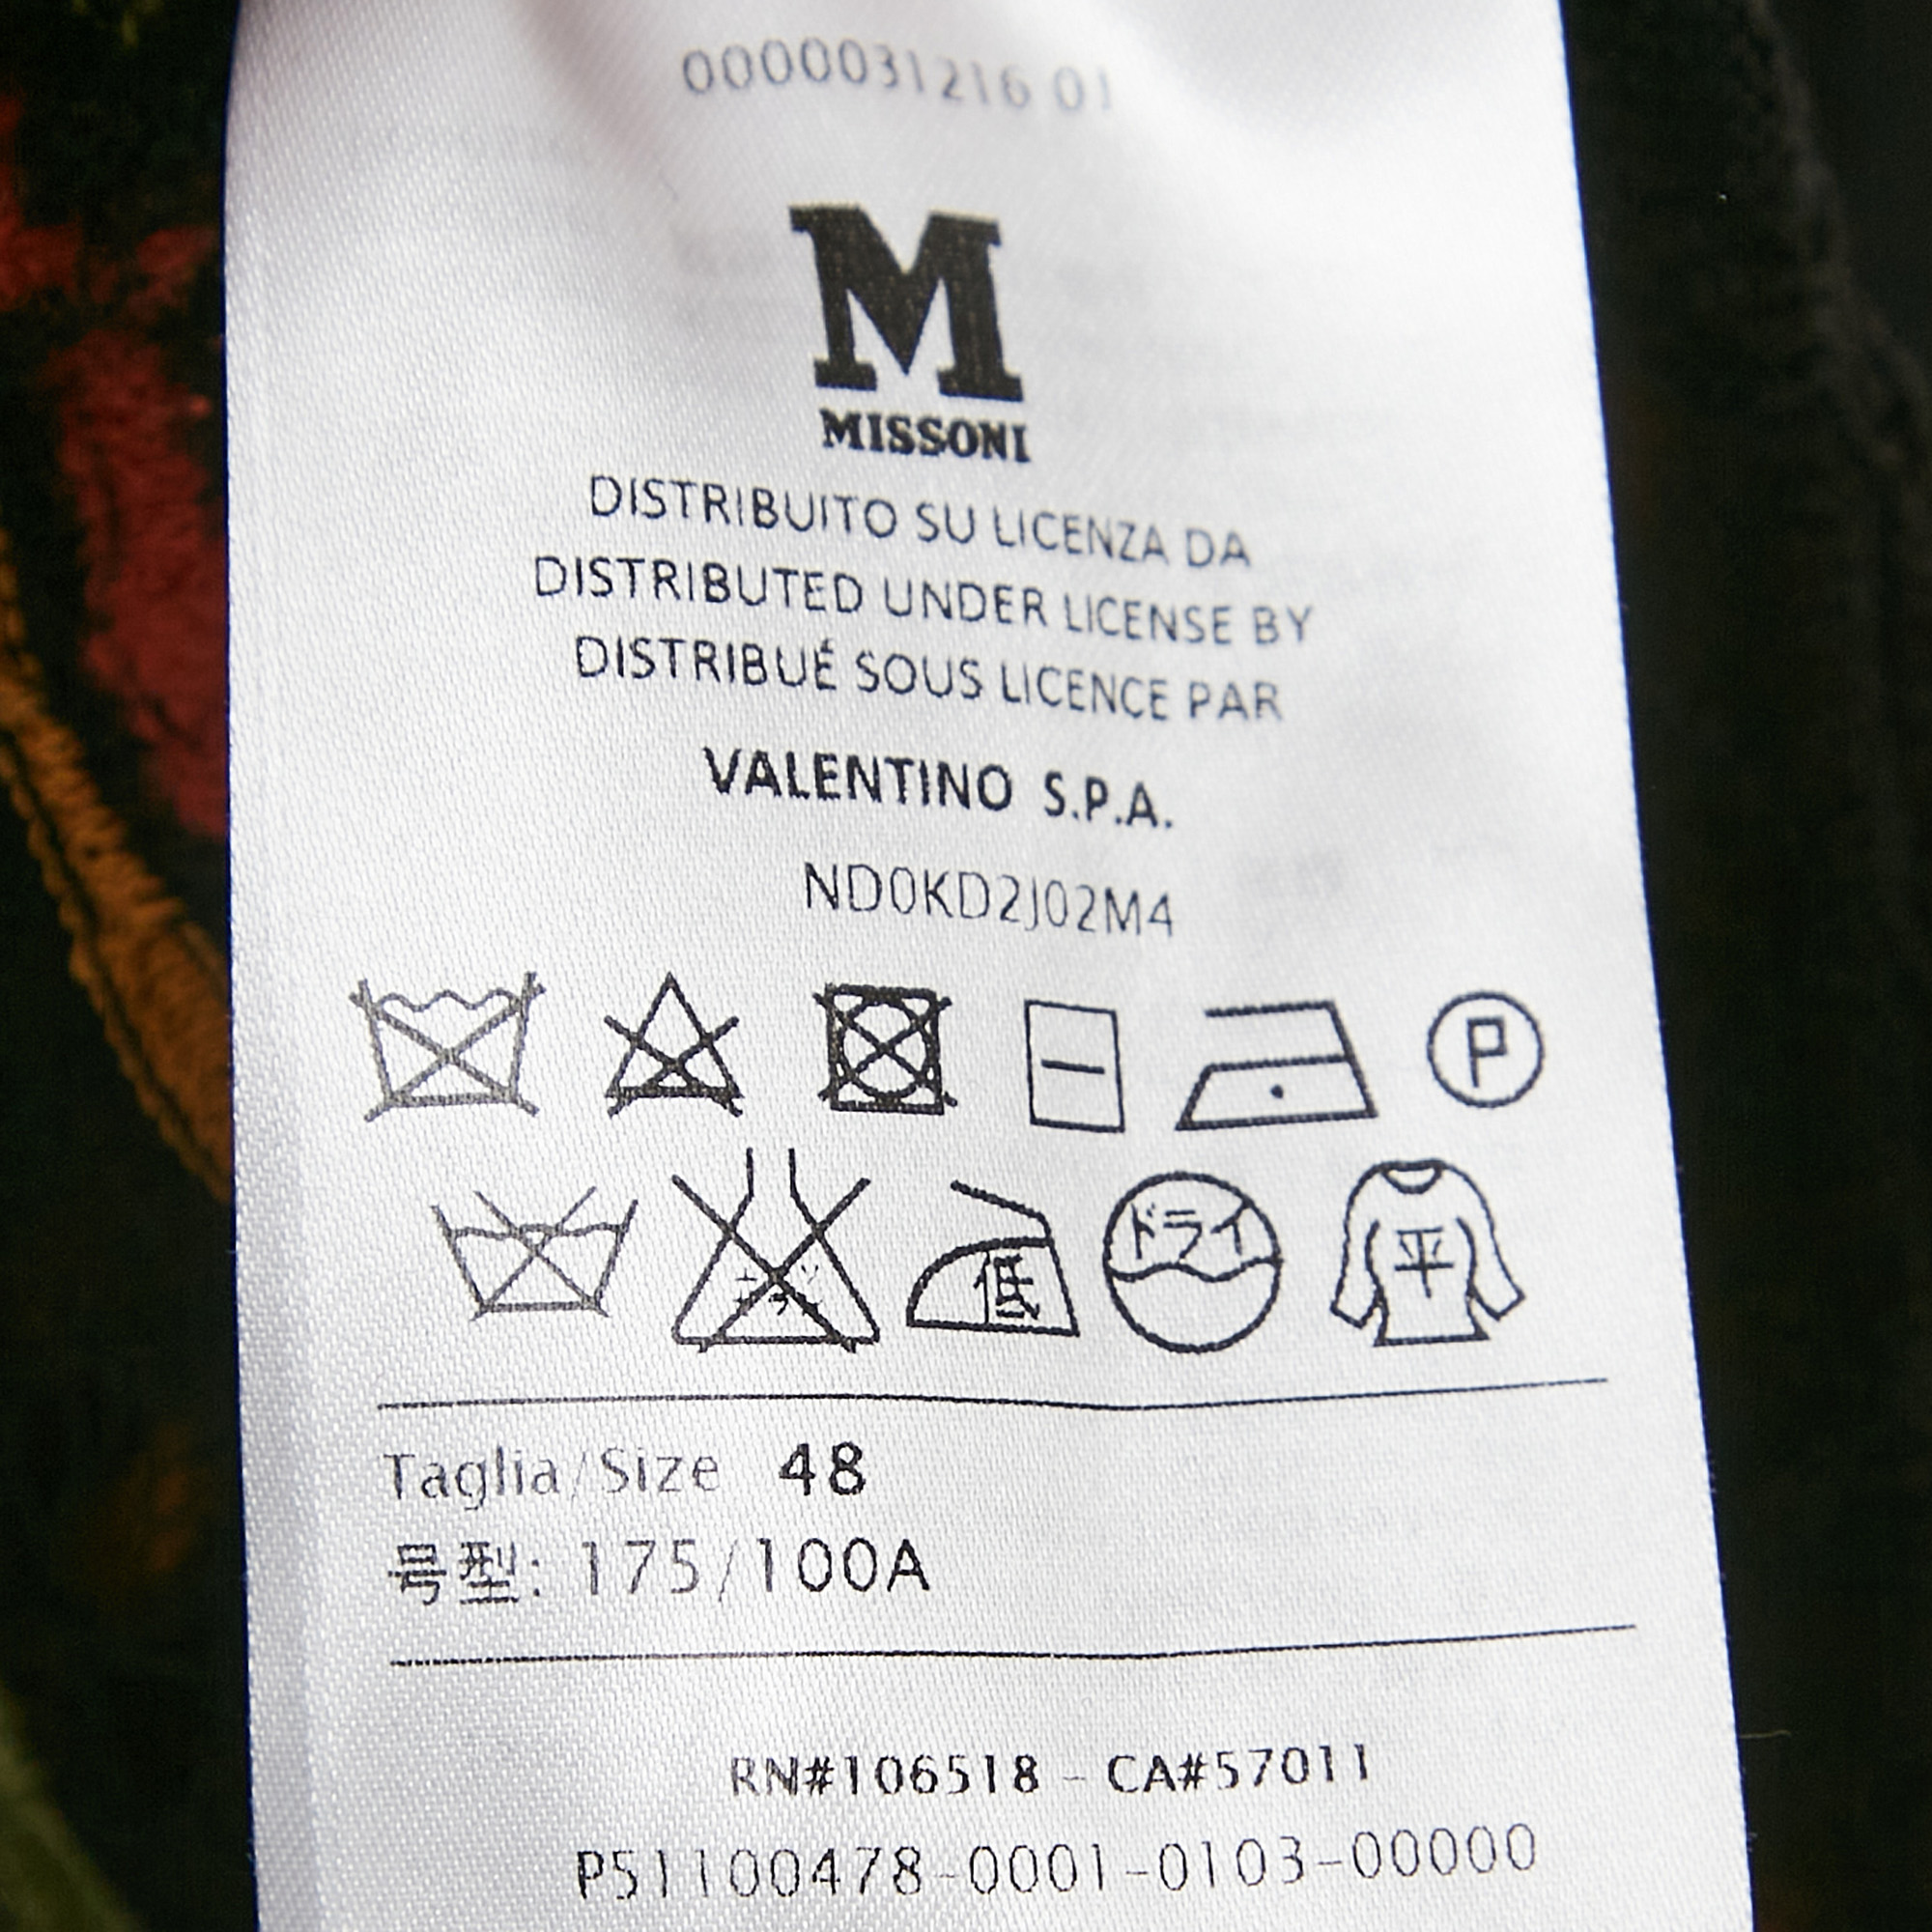 0000031216 01
M
MISSONI
DISTRIBUITO SU LICENZA DA
DISTRIBUTED UNDER LICENSE BY
DISTRIBUÉ SOUS LICENCE PAR
VALENTINO S.P.A.
ND0KD2J02M4
P
低 ドライ 平
Taglia/Size 48
号型: 175/100A
RN#106518 - CA#57011
P51100478-0001-0103-00000